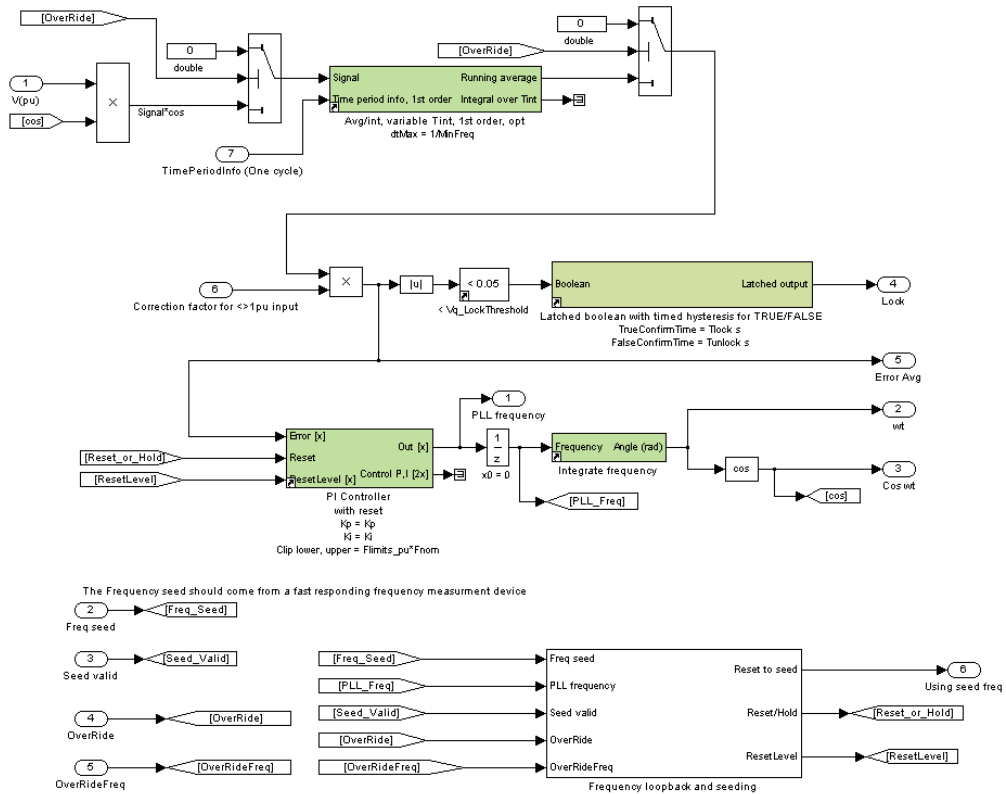 [OverRide]
0
double
1
V(pu)
[cos]
×
Signal*cos
Signal
Time period info, 1st order
Running average
Integral over Tint
Avg/int, variable Tint, 1st order, opt
dtMax = 1/MinFreq
7
TimePeriodInfo (One cycle)
[OverRide]
0
double
6
Correction factor for <>1pu input
×
|u|
< 0.05
< Vq_LockThreshold
Boolean
Latched output
Latched boolean with timed hysteresis for TRUE/FALSE
TrueConfirmTime = Tlock s
FalseConfirmTime = Tunlock s
4
Lock
5
Error Avg
[Reset_or_Hold]
[ResetLevel]
Error [x]
Reset
ResetLevel [x]
Out [x]
Control P,I [2x]
PI Controller
with reset
Kp = Kp
Ki = Ki
Clip lower, upper = Flimits_pu*Fnom
1
PLL frequency
1
z
x0 = 0
[PLL_Freq]
Frequency
Angle (rad)
Integrate frequency
2
wt
cos
3
Cos wt
[cos]
The Frequency seed should come from a fast responding frequency measurment device
2
[Freq_Seed]
Freq seed
3
[Seed_Valid]
Seed valid
4
[OverRide]
OverRide
5
[OverRideFreq]
OverRideFreq
[Freq_Seed]
[PLL_Freq]
[Seed_Valid]
[OverRide]
[OverRideFreq]
Freq seed
PLL frequency
Seed valid
OverRide
OverRideFreq
Reset to seed
Reset/Hold
ResetLevel
Frequency loopback and seeding
6
Using seed freq
[Reset_or_Hold]
[ResetLevel]